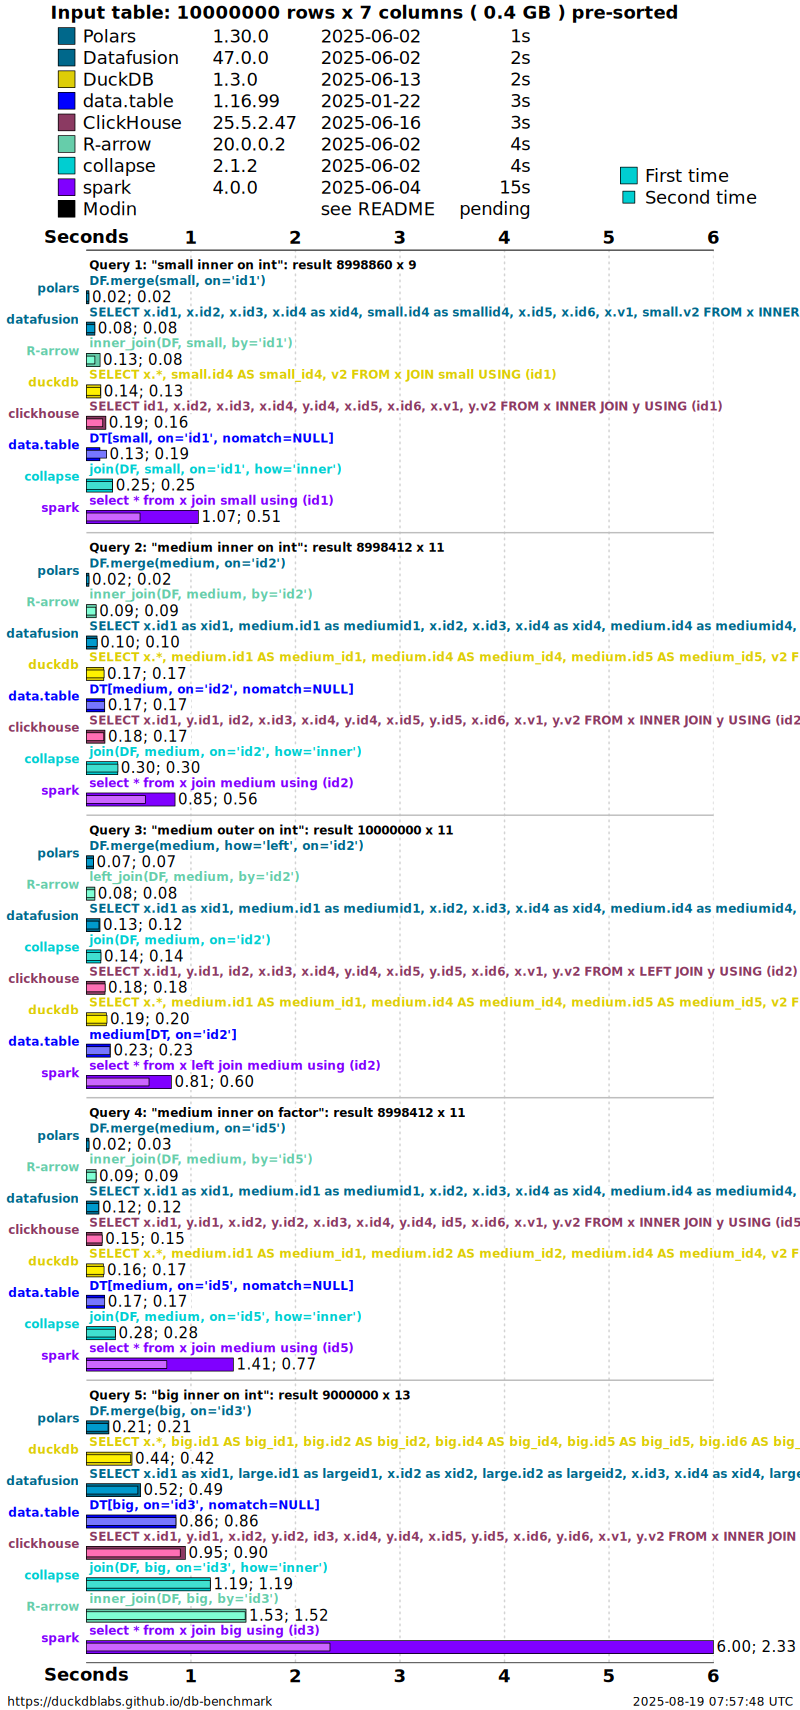 Input table: 10000000 rows x 7 columns ( 0.4 GB ) pre-sorted
Polars 1.30.0 2025-06-02 1s
Datafusion 47.0.0 2025-06-02 2s
DuckDB 1.3.0 2025-06-13 2s
data.table 1.16.99 2025-01-22 3s
ClickHouse 25.5.2.47 2025-06-16 3s
R-arrow 20.0.0.2 2025-06-02 4s
collapse 2.1.2 2025-06-02 4s
spark 4.0.0 2025-06-04 15s
Modin see README pending
First time
Second time
Seconds 1 2 3 4 5 6
Query 1: "small inner on int": result 8998860 x 9
DF.merge(small, on='id1')
polars 0.02; 0.02
SELECT x.id1, x.id2, x.id3, x.id4 as xid4, small.id4 as smallid4, x.id5, x.id6, x.v1, small.v2 FROM x INNER
datafusion 0.08; 0.08
inner_join(DF, small, by='id1')
R-arrow 0.13; 0.08
SELECT x.*, small.id4 AS small_id4, v2 FROM x JOIN small USING (id1)
duckdb 0.14; 0.13
SELECT id1, x.id2, x.id3, x.id4, y.id4, x.id5, x.id6, x.v1, y.v2 FROM x INNER JOIN y USING (id1)
clickhouse 0.19; 0.16
DT[small, on='id1', nomatch=NULL]
data.table 0.13; 0.19
join(DF, small, on='id1', how='inner')
collapse 0.25; 0.25
select * from x join small using (id1)
spark 1.07; 0.51
Query 2: "medium inner on int": result 8998412 x 11
DF.merge(medium, on='id2')
polars 0.02; 0.02
inner_join(DF, medium, by='id2')
R-arrow 0.09; 0.09
SELECT x.id1 as xid1, medium.id1 as mediumid1, x.id2, x.id3, x.id4 as xid4, medium.id4 as mediumid4,
datafusion 0.10; 0.10
SELECT x.*, medium.id1 AS medium_id1, medium.id4 AS medium_id4, medium.id5 AS medium_id5, v2 F
duckdb 0.17; 0.17
DT[medium, on='id2', nomatch=NULL]
data.table 0.17; 0.17
SELECT x.id1, y.id1, id2, x.id3, x.id4, y.id4, x.id5, y.id5, x.id6, x.v1, y.v2 FROM x INNER JOIN y USING (id2
clickhouse 0.18; 0.17
join(DF, medium, on='id2', how='inner')
collapse 0.30; 0.30
select * from x join medium using (id2)
spark 0.85; 0.56
Query 3: "medium outer on int": result 10000000 x 11
DF.merge(medium, how='left', on='id2')
polars 0.07; 0.07
left_join(DF, medium, by='id2')
R-arrow 0.08; 0.08
SELECT x.id1 as xid1, medium.id1 as mediumid1, x.id2, x.id3, x.id4 as xid4, medium.id4 as mediumid4,
datafusion 0.13; 0.12
join(DF, medium, on='id2')
collapse 0.14; 0.14
SELECT x.id1, y.id1, id2, x.id3, x.id4, y.id4, x.id5, y.id5, x.id6, x.v1, y.v2 FROM x LEFT JOIN y USING (id2)
clickhouse 0.18; 0.18
SELECT x.*, medium.id1 AS medium_id1, medium.id4 AS medium_id4, medium.id5 AS medium_id5, v2 F
duckdb 0.19; 0.20
medium[DT, on='id2']
data.table 0.23; 0.23
select * from x left join medium using (id2)
spark 0.81; 0.60
Query 4: "medium inner on factor": result 8998412 x 11
DF.merge(medium, on='id5')
polars 0.02; 0.03
inner_join(DF, medium, by='id5')
R-arrow 0.09; 0.09
SELECT x.id1 as xid1, medium.id1 as mediumid1, x.id2, x.id3, x.id4 as xid4, medium.id4 as mediumid4,
datafusion 0.12; 0.12
SELECT x.id1, y.id1, x.id2, y.id2, x.id3, x.id4, y.id4, id5, x.id6, x.v1, y.v2 FROM x INNER JOIN y USING (id5
clickhouse 0.15; 0.15
SELECT x.*, medium.id1 AS medium_id1, medium.id2 AS medium_id2, medium.id4 AS medium_id4, v2 F
duckdb 0.16; 0.17
DT[medium, on='id5', nomatch=NULL]
data.table 0.17; 0.17
join(DF, medium, on='id5', how='inner')
collapse 0.28; 0.28
select * from x join medium using (id5)
spark 1.41; 0.77
Query 5: "big inner on int": result 9000000 x 13
DF.merge(big, on='id3')
polars 0.21; 0.21
SELECT x.*, big.id1 AS big_id1, big.id2 AS big_id2, big.id4 AS big_id4, big.id5 AS big_id5, big.id6 AS big_
duckdb 0.44; 0.42
SELECT x.id1 as xid1, large.id1 as largeid1, x.id2 as xid2, large.id2 as largeid2, x.id3, x.id4 as xid4, large
datafusion 0.52; 0.49
DT[big, on='id3', nomatch=NULL]
data.table 0.86; 0.86
SELECT x.id1, y.id1, x.id2, y.id2, id3, x.id4, y.id4, x.id5, y.id5, x.id6, y.id6, x.v1, y.v2 FROM x INNER JOIN
clickhouse 0.95; 0.90
join(DF, big, on='id3', how='inner')
collapse 1.19; 1.19
inner_join(DF, big, by='id3')
R-arrow 1.53; 1.52
select * from x join big using (id3)
spark 6.00; 2.33
Seconds 1 2 3 4 5 6
https://duckdblabs.github.io/db-benchmark 2025-08-19 07:57:48 UTC